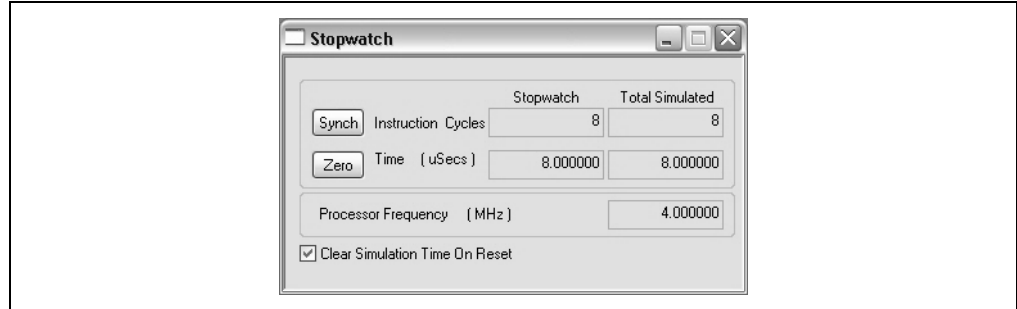 Stopwatch
Stopwatch Total Simulated
Synch Instruction Cycles 8 8
Zero Time (uSecs) 8.000000 8.000000
Processor Frequency (MHz) 4.000000
Clear Simulation Time On Reset